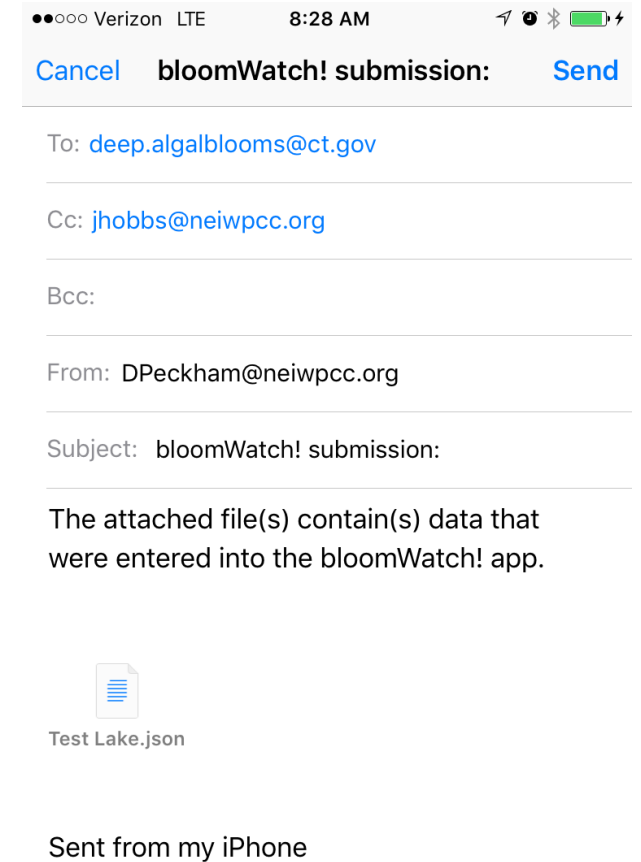 Verizon LTE 8:28 AM
Cancel bloomWatch! submission: Send
To: deep.algalblooms@ct.gov
Cc: jhobbs@neiwpcc.org
Bcc:
From: DPeckham@neiwpcc.org
Subject: bloomWatch! submission:
The attached file(s) contain(s) data that
were entered into the bloomWatch! app.
Test Lake.json
Sent from my iPhone